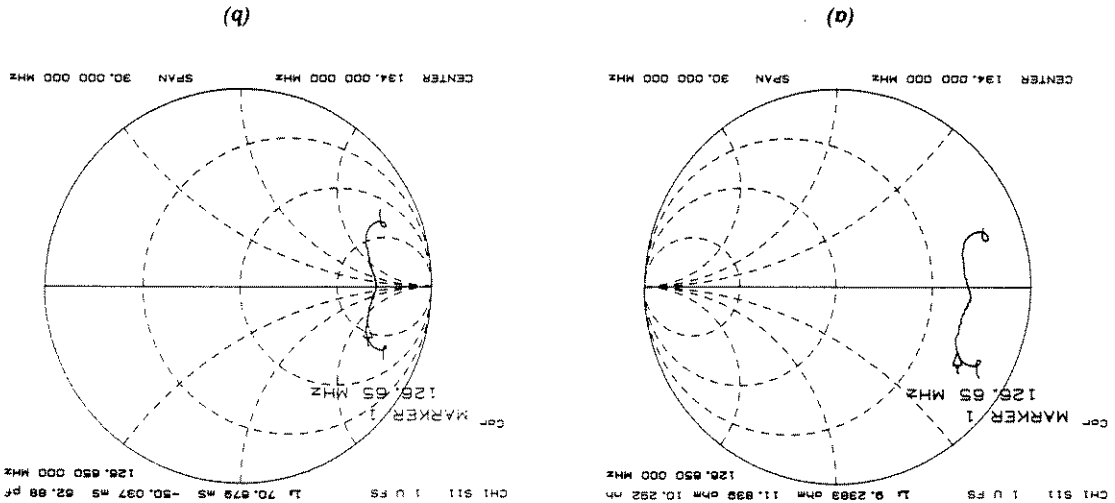 CH1 S11 1 U FS 1: 9.2383 ohm 11.839 ohm 10.292 nh
126.650 000 MHz
Cor
MARKER 1
126.65 MHz
CENTER 134.000 000 MHz SPAN 30.000 000 MHz
(a)
CH1 S11 1 U FS 1: 70.679 mS -50.037 mS 62.88 pF
126.650 000 MHz
Cor
MARKER 1
126.65 MHz
CENTER 134.000 000 MHz SPAN 30.000 000 MHz
(b)